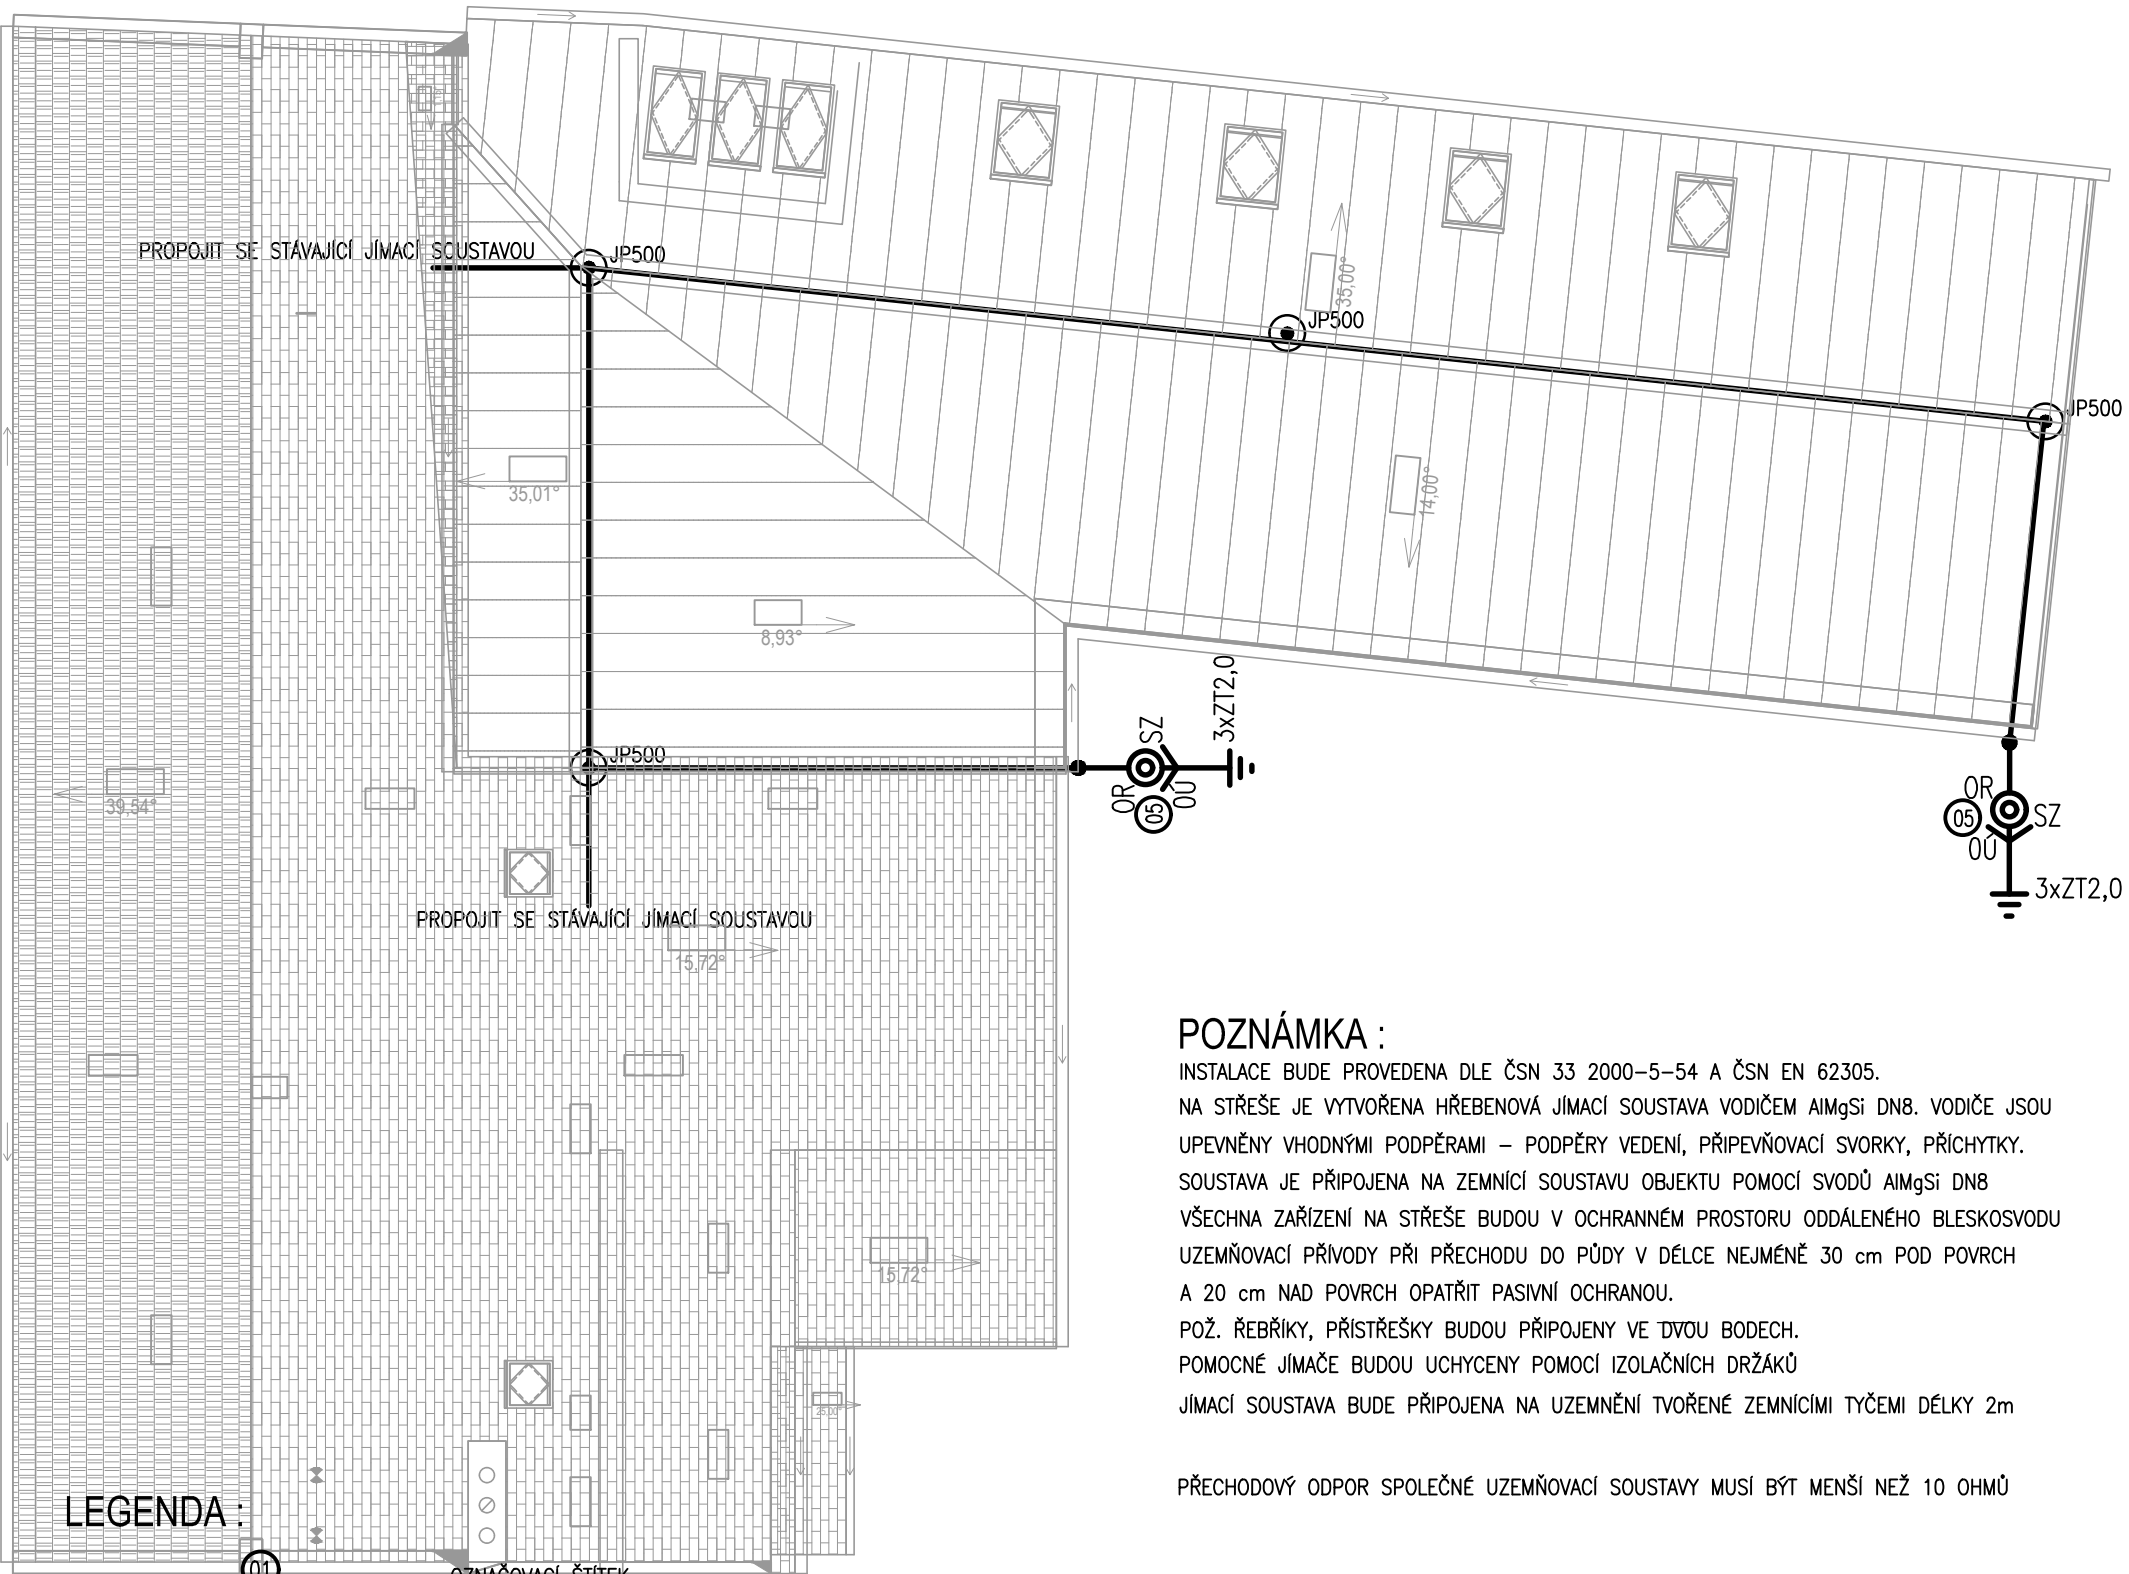 PROPOJIT SE STÁVAJÍCÍ JÍMACÍ SOUSTAVOU
JP500
35,00°
JP500
JP500
35,01°
14,00°
8,93°
3xZT2,0
SZ
JP500
OR
05
OÚ
39,54°
OR
05
SZ
OÚ
3xZT2,0
PROPOJIT SE STÁVAJÍCÍ JÍMACÍ SOUSTAVOU
15,72°
POZNÁMKA :
INSTALACE BUDE PROVEDENA DLE ČSN 33 2000-5-54 A ČSN EN 62305.
NA STŘEŠE JE VYTVOŘENA HŘEBENOVÁ JÍMACÍ SOUSTAVA VODIČEM AlMgSi DN8. VODIČE JSOU
UPEVNĚNY VHODNÝMI PODPĚRAMI – PODPĚRY VEDENÍ, PŘIPEVŇOVACÍ SVORKY, PŘÍCHYTKY.
SOUSTAVA JE PŘIPOJENA NA ZEMNÍCÍ SOUSTAVU OBJEKTU POMOCÍ SVODŮ AlMgSi DN8
VŠECHNA ZAŘÍZENÍ NA STŘEŠE BUDOU V OCHRANNÉM PROSTORU ODDÁLENÉHO BLESKOSVODU
UZEMŇOVACÍ PŘÍVODY PŘI PŘECHODU DO PŮDY V DÉLCE NEJMÉNĚ 30 cm POD POVRCH
A 20 cm NAD POVRCH OPATŘIT PASIVNÍ OCHRANOU.
POŽ. ŘEBŘÍKY, PŘÍSTŘEŠKY BUDOU PŘIPOJENY VE DVOU BODECH.
POMOCNÉ JÍMAČE BUDOU UCHYCENY POMOCÍ IZOLAČNÍCH DRŽÁKŮ
JÍMACÍ SOUSTAVA BUDE PŘIPOJENA NA UZEMNĚNÍ TVOŘENÉ ZEMNÍCÍMI TYČEMI DÉLKY 2m
PŘECHODOVÝ ODPOR SPOLEČNÉ UZEMŇOVACÍ SOUSTAVY MUSÍ BÝT MENŠÍ NEŽ 10 OHMŮ
15,72°
25,00°
LEGENDA :
01
OZNAČOVACÍ ŠTÍTEK